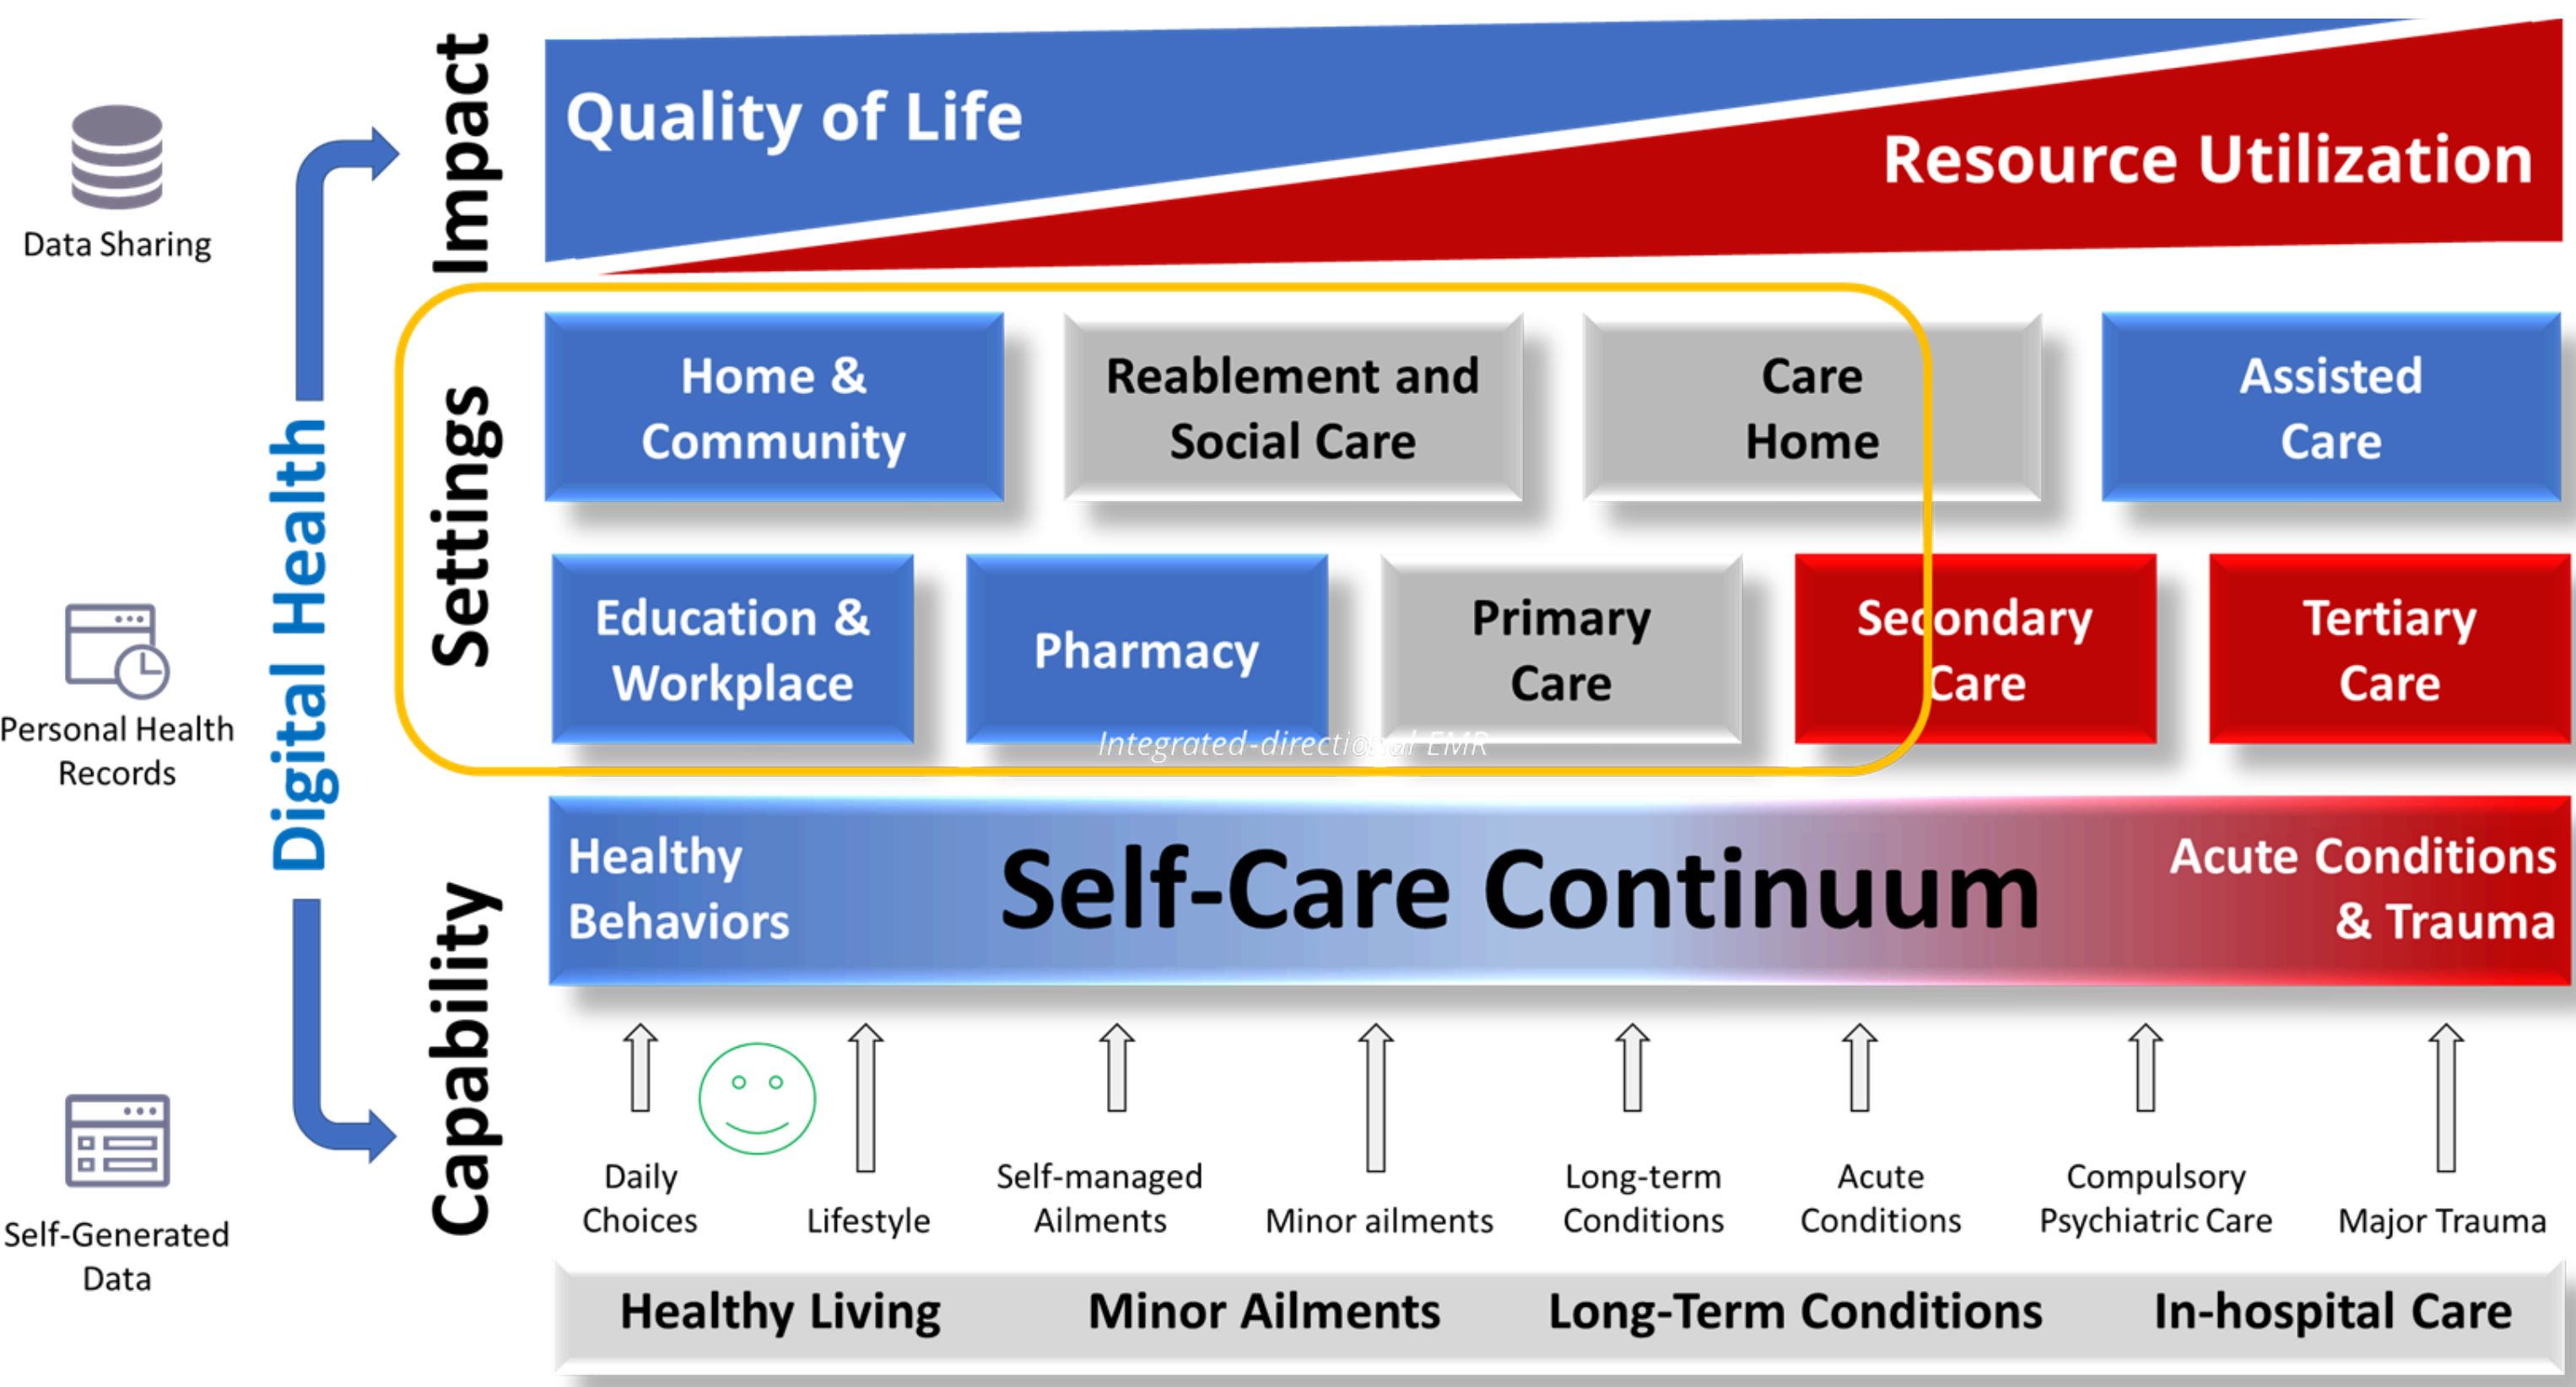 Data Sharing
Personal Health
Records
Self-Generated
Data
Digital Health
Impact
Quality of Life
Resource Utilization
Settings
Home &
Community
Reablement and
Social Care
Care
Home
Assisted
Care
Education &
Workplace
Pharmacy
Primary
Care
Secondary
Care
Tertiary
Care
Integrated-directional EMR
Capability
Healthy
Behaviors
Self-Care Continuum
Acute Conditions
& Trauma
Daily
Choices
Lifestyle
Self-managed
Ailments
Minor ailments
Long-term
Conditions
Acute
Conditions
Compulsory
Psychiatric Care
Major Trauma
Healthy Living
Minor Ailments
Long-Term Conditions
In-hospital Care